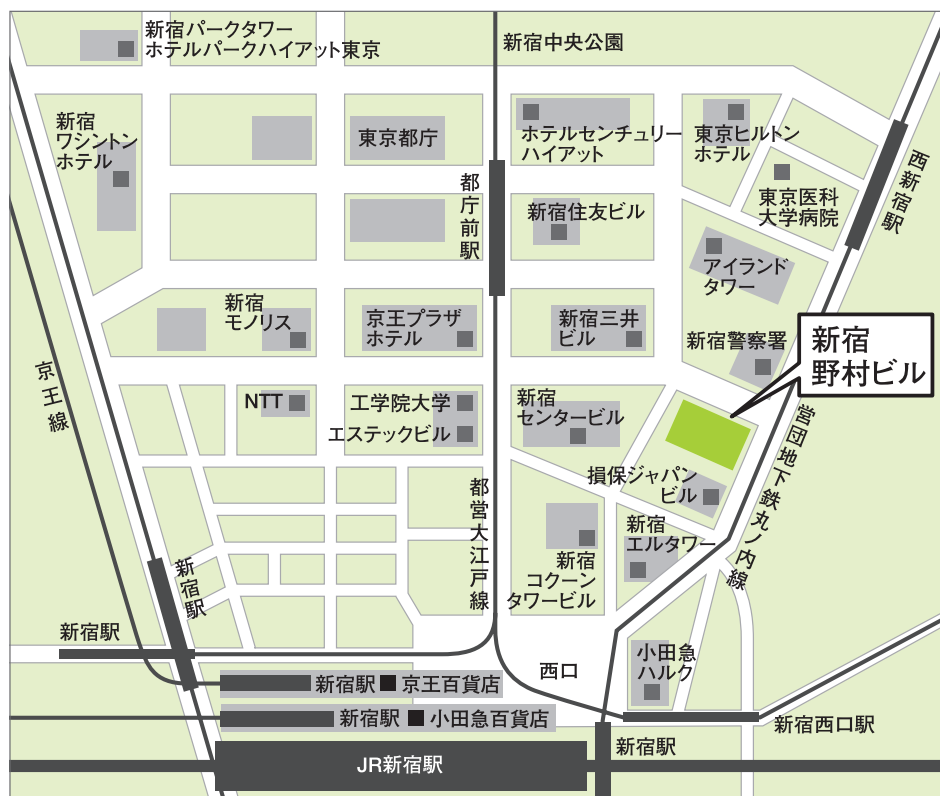 新宿パークタワー
ホテルパークハイアット東京
新宿中央公園
新宿
ワシントン
ホテル
東京都庁
ホテルセンチュリー
ハイアット
東京ヒルトン
ホテル
西新宿駅
東京医科
大学病院
都庁前駅
新宿住友ビル
アイランド
タワー
新宿
モノリス
京王プラザ
ホテル
新宿三井
ビル
新宿警察署
新宿
野村ビル
京王線
NTT
工学院大学
エステックビル
新宿
センタービル
営団地下鉄丸ノ内線
損保ジャパン
ビル
都営大江戸線
新宿
エルタワー
新宿
コクーン
タワービル
新宿駅
新宿駅
西口
小田急
ハルク
新宿駅
京王百貨店
新宿駅
小田急百貨店
新宿西口駅
新宿駅
JR新宿駅